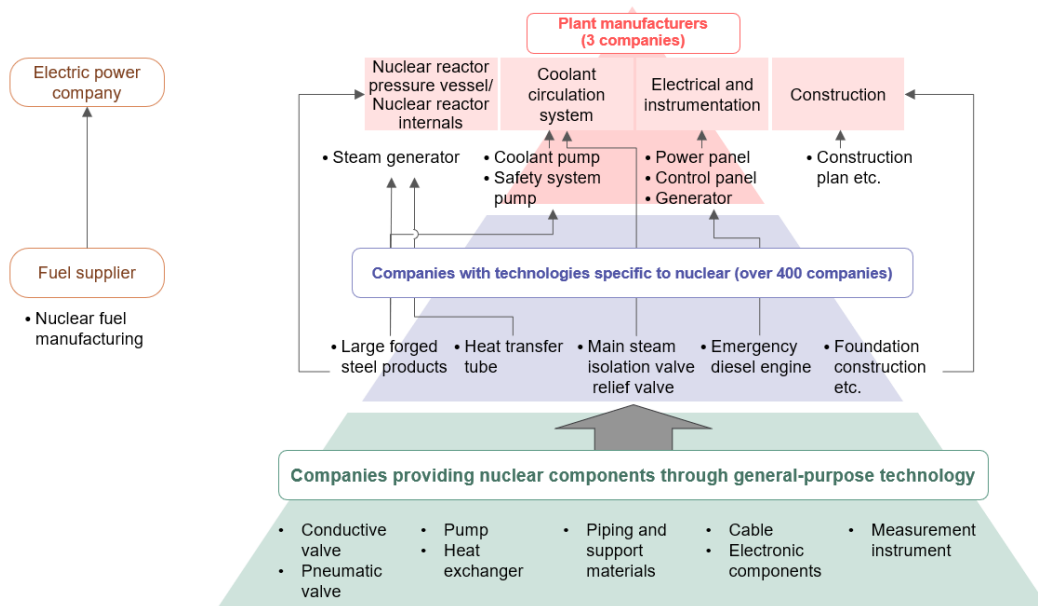 Plant manufacturers
(3 companies)
Electric power
company
Nuclear reactor
pressure vessel/
Nuclear reactor
internals
Coolant
circulation
system
Electrical and
instrumentation
Construction
• Steam generator
• Coolant pump
• Safety system
pump
• Power panel
• Control panel
• Generator
• Construction
plan etc.
Fuel supplier
• Nuclear fuel
manufacturing
Companies with technologies specific to nuclear (over 400 companies)
• Large forged
steel products
• Heat transfer
tube
• Main steam
isolation valve
relief valve
• Emergency
diesel engine
• Foundation
construction
etc.
Companies providing nuclear components through general-purpose technology
• Conductive
valve
• Pneumatic
valve
• Pump
• Heat
exchanger
• Piping and
support
materials
• Cable
• Electronic
components
• Measurement
instrument